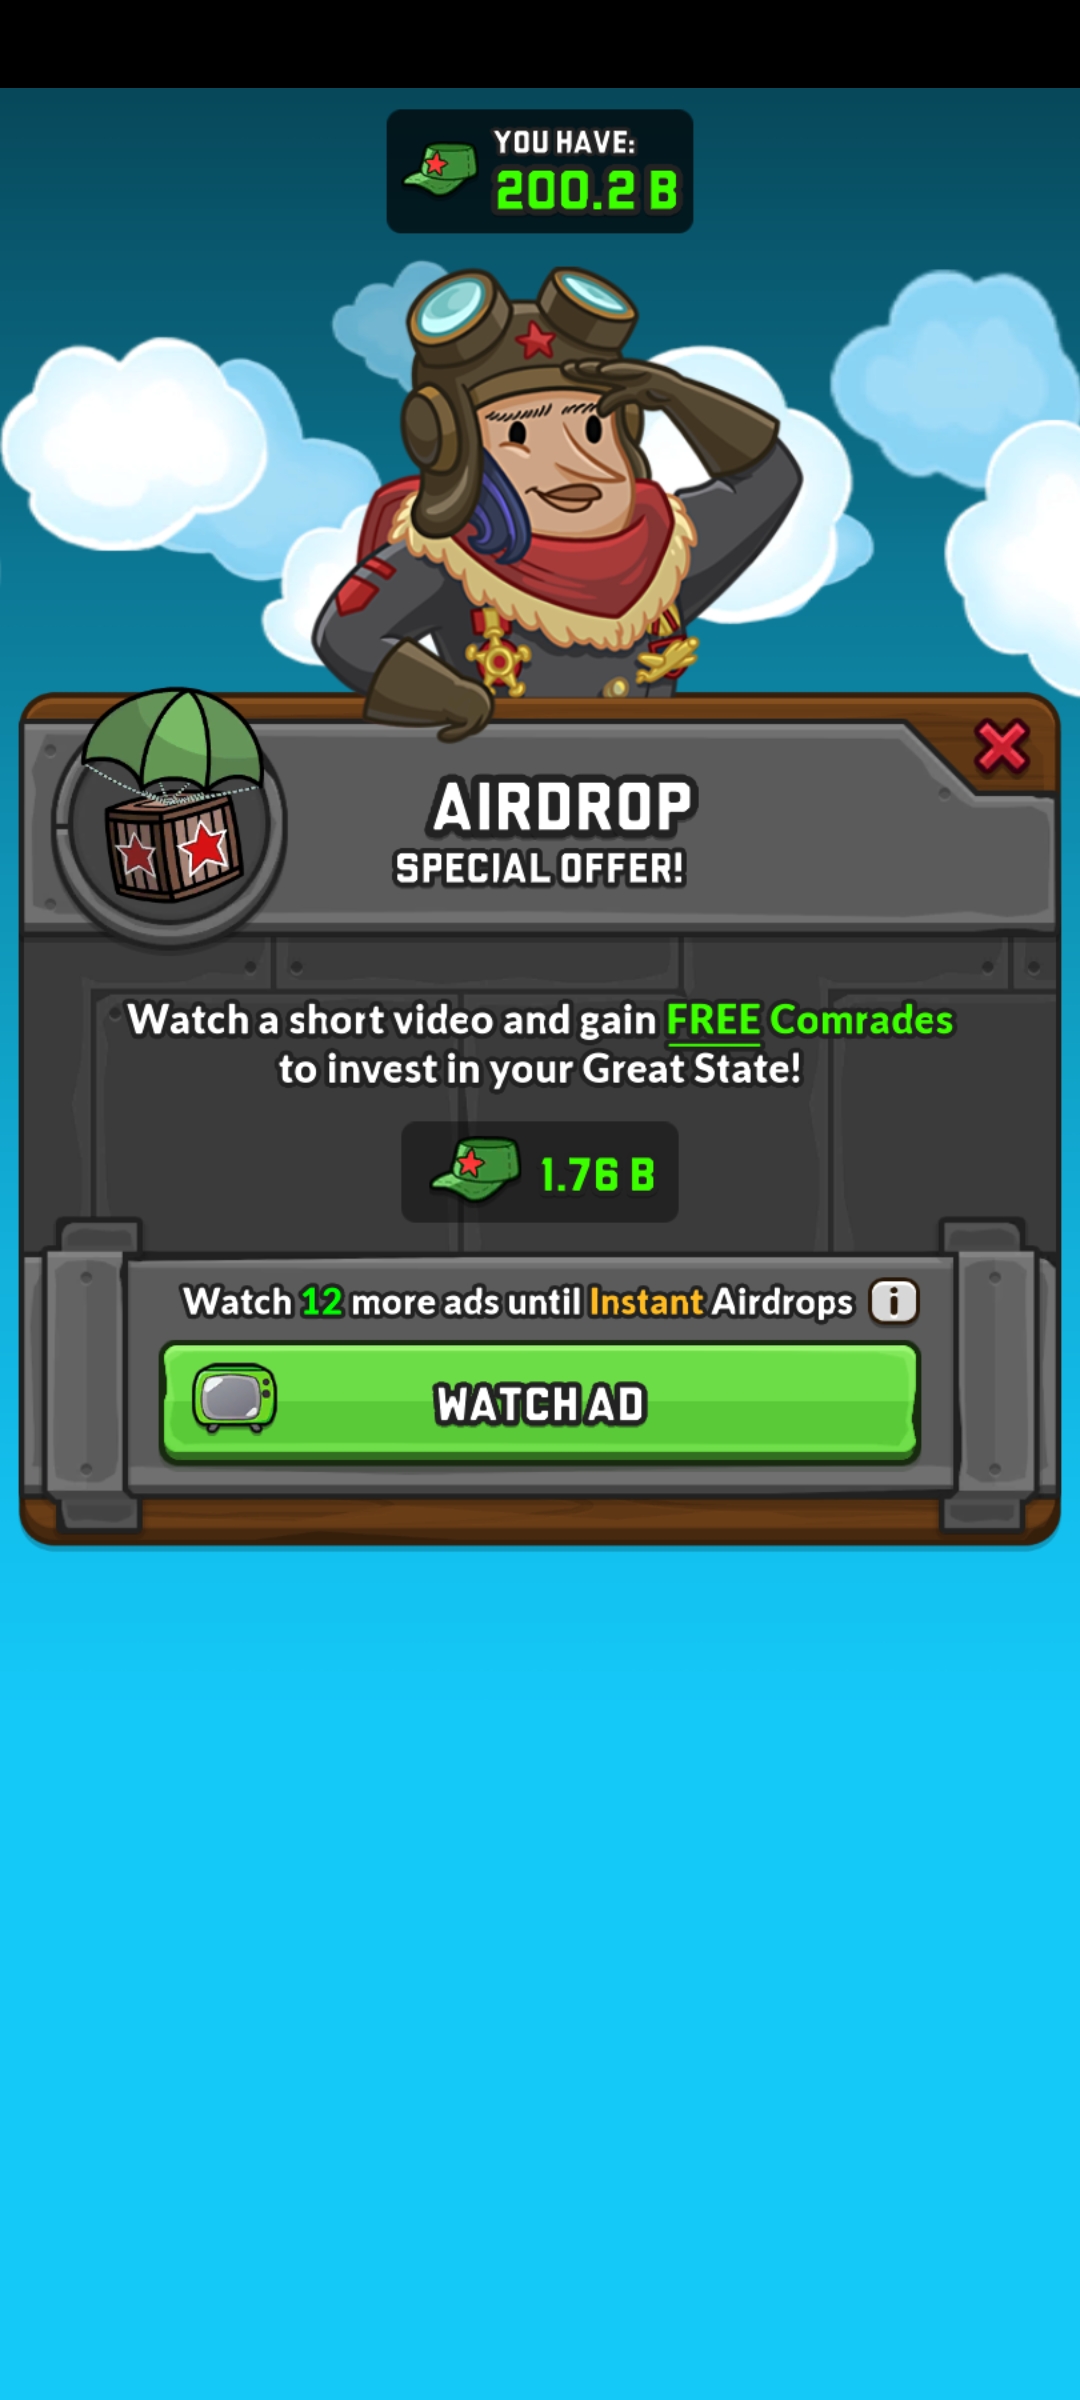 YOU HAVE:
200.2 B
AIRDROP
SPECIAL OFFER!
Watch a short video and gain FREE Comrades
to invest in your Great State!
1.76 B
Watch 12 more ads until Instant Airdrops
i
WATCH AD